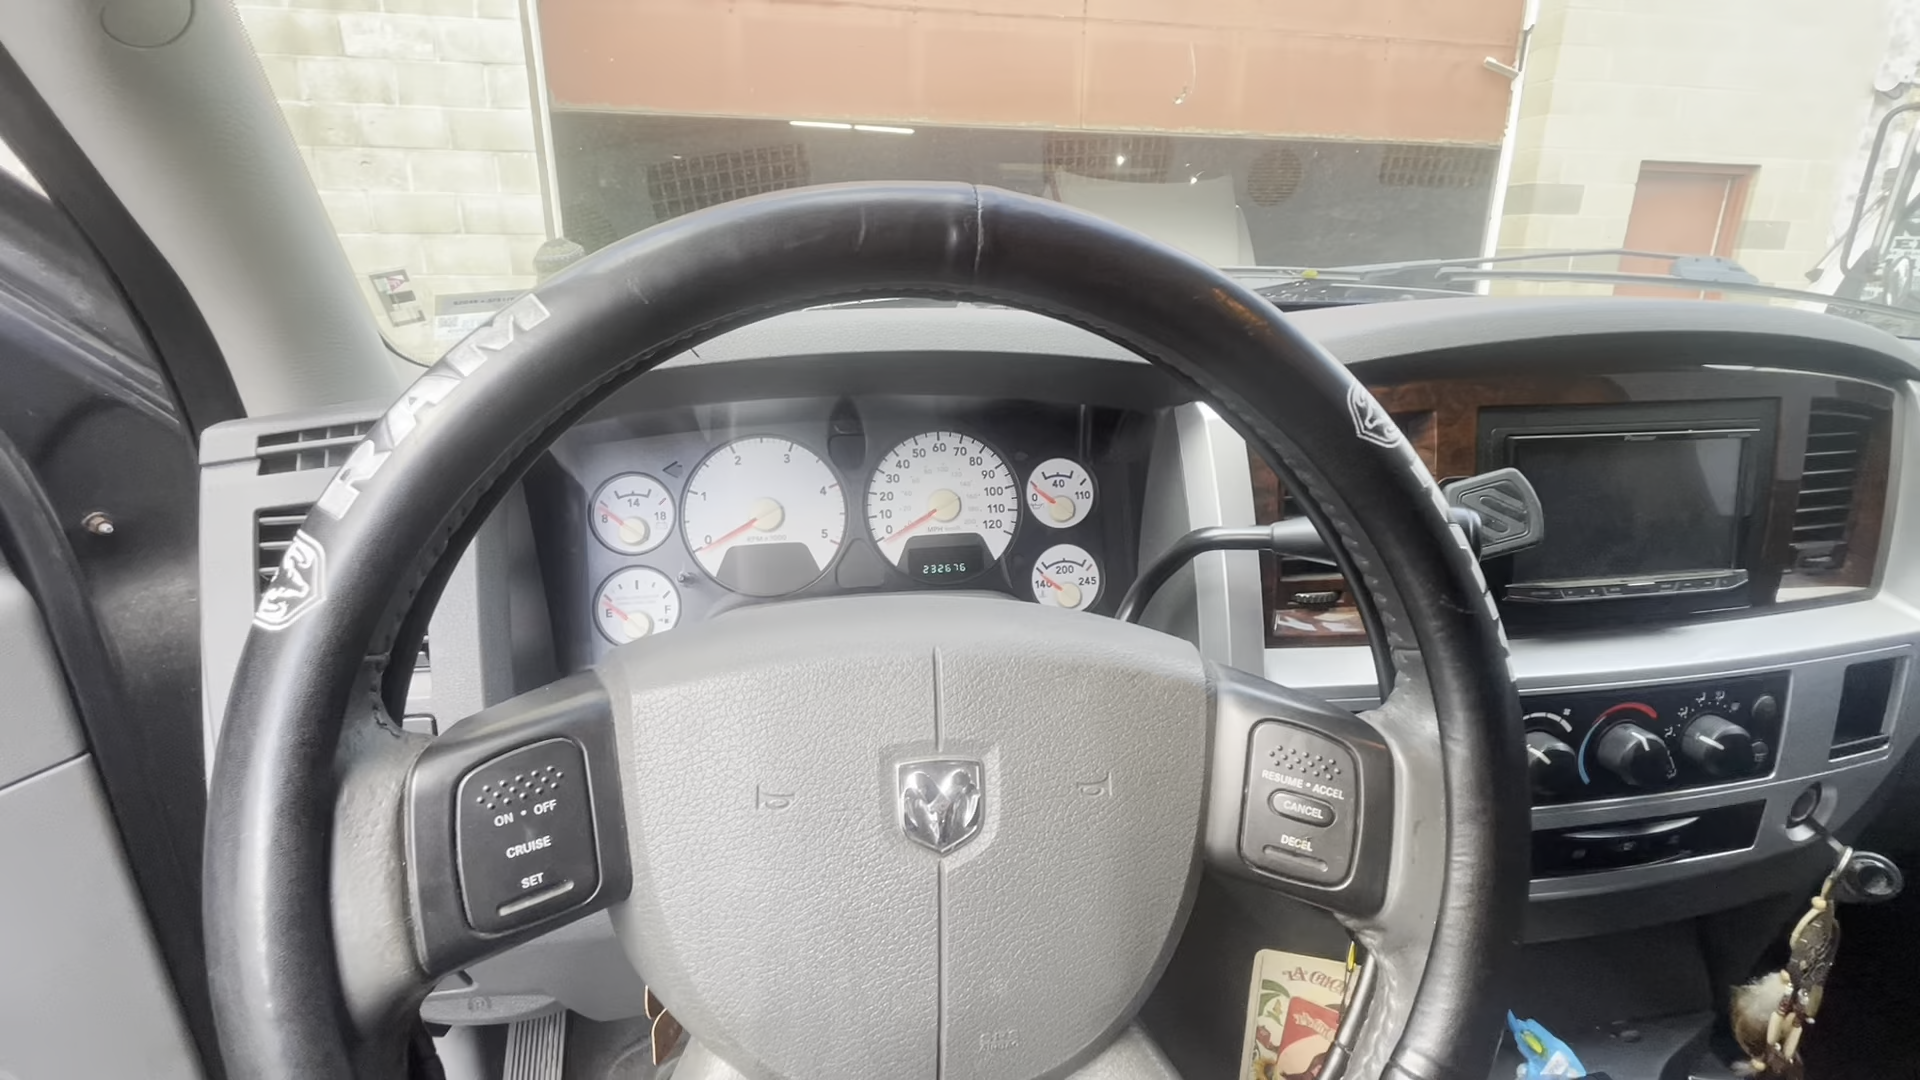 RAM
14
8 18
E F
1 2 3 4 5 0
RPM x 1000
0 10 20 30 40 50 60 70 80 90 100 110 120
MPH
232676
40
0 110
200
140 245
ON • OFF
CRUISE
SET
RESUME • ACCEL
CANCEL
DECEL